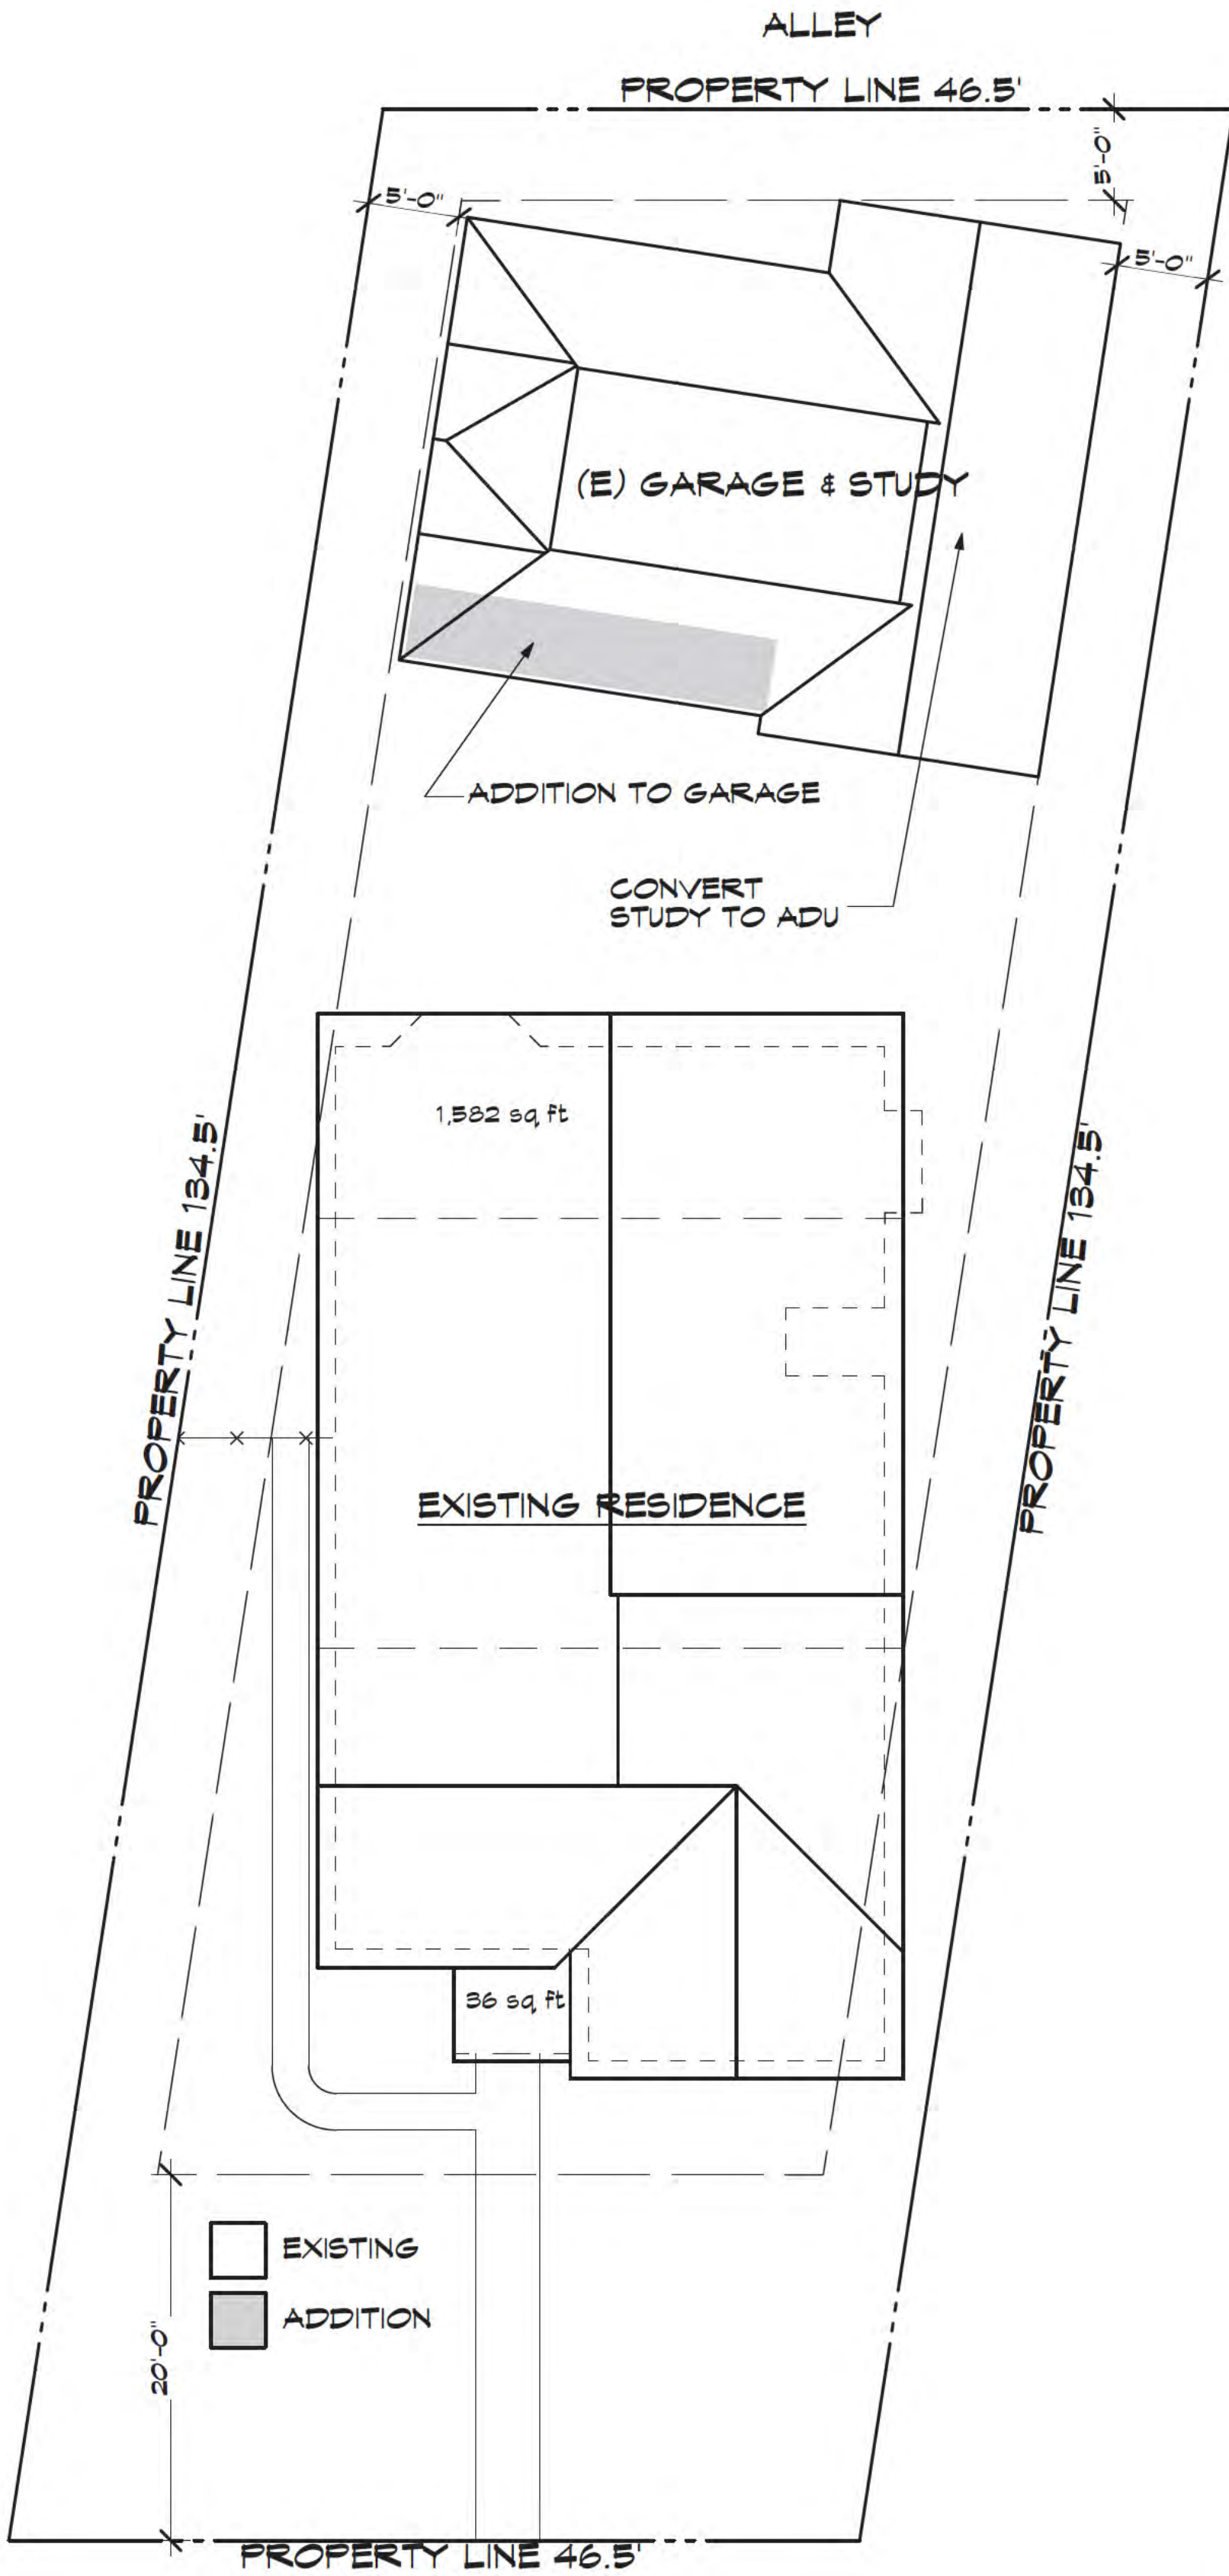 ALLEY
PROPERTY LINE 46.5'
5'-0"
5'-0"
5'-0"
(E) GARAGE & STUDY
ADDITION TO GARAGE
CONVERT
STUDY TO ADU
1,582 sq ft
PROPERTY LINE 134.5'
PROPERTY LINE 134.5'
EXISTING RESIDENCE
36 sq ft
EXISTING
ADDITION
20'-0"
PROPERTY LINE 46.5'